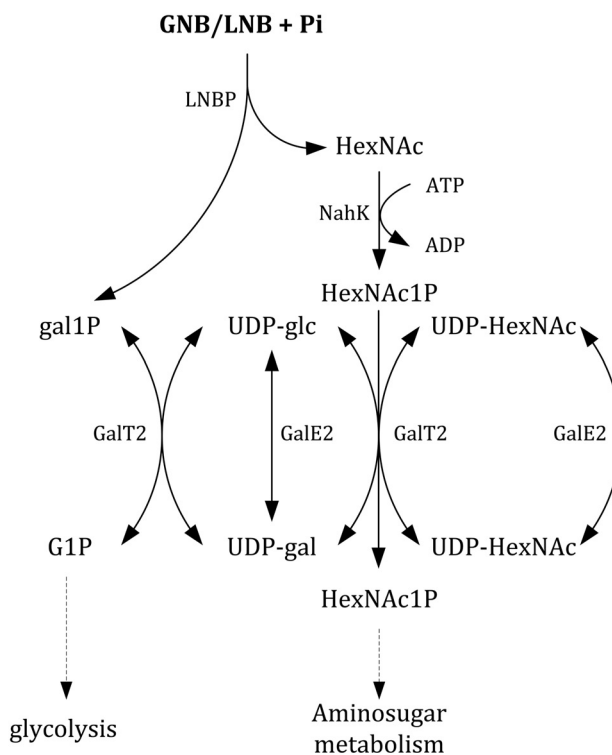 GNB/LNB + Pi
LNBP
HexNAc
ATP
NahK
ADP
HexNAc1P
gal1P
UDP-glc
UDP-HexNAc
GalT2
GalE2
GalT2
GalE2
G1P
UDP-gal
UDP-HexNAc
HexNAc1P
glycolysis
Aminosugar
metabolism